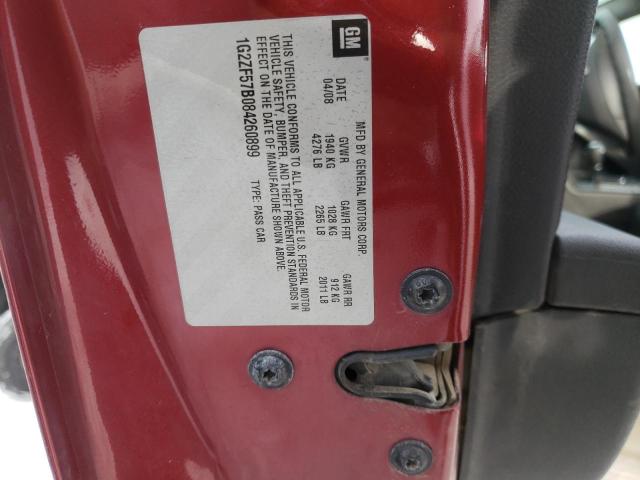 GM
MFD BY GENERAL MOTORS CORP.
DATE GVWR GAWR FRT GAWR RR
04/08 1940 KG 1028 KG 912 KG
4276 LB 2265 LB 2011 LB
THIS VEHICLE CONFORMS TO ALL APPLICABLE U.S. FEDERAL MOTOR
VEHICLE SAFETY, BUMPER, AND THEFT PREVENTION STANDARDS IN
EFFECT ON THE DATE OF MANUFACTURE SHOWN ABOVE.
1G2ZF57B084260899 TYPE: PASS CAR